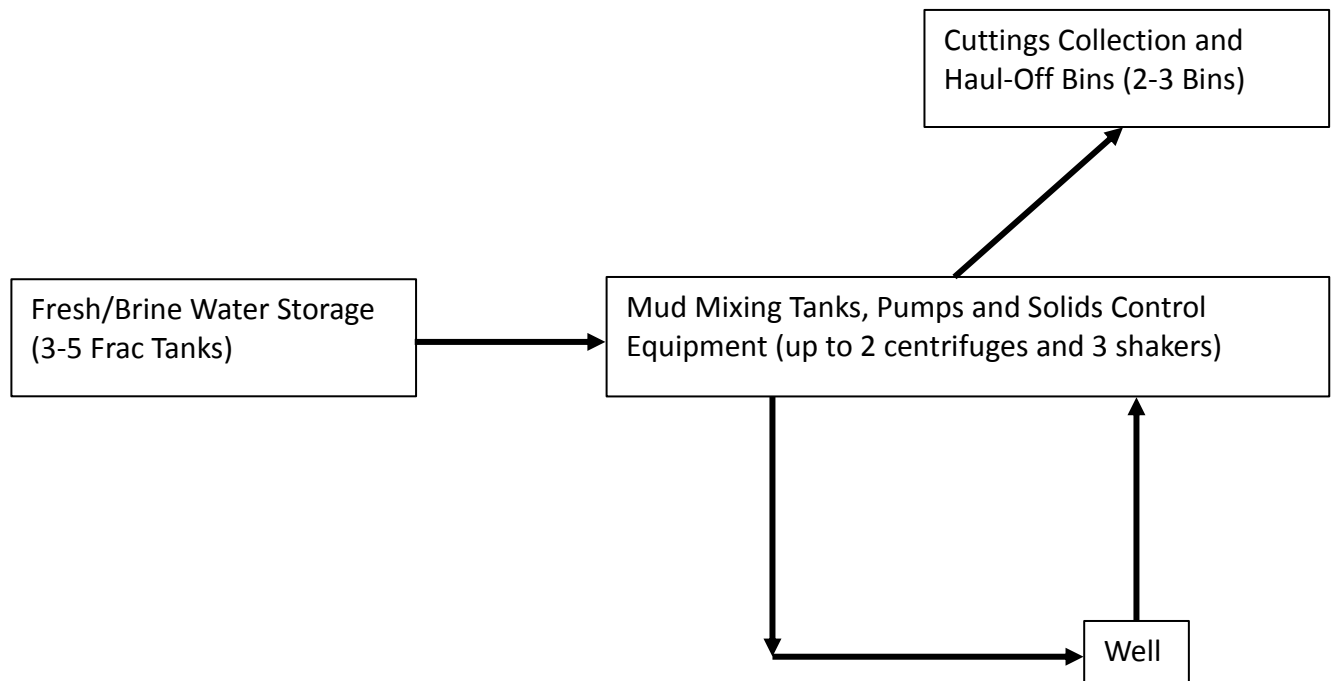 Cuttings Collection and
Haul-Off Bins (2-3 Bins)
Fresh/Brine Water Storage
(3-5 Frac Tanks)
Mud Mixing Tanks, Pumps and Solids Control
Equipment (up to 2 centrifuges and 3 shakers)
Well